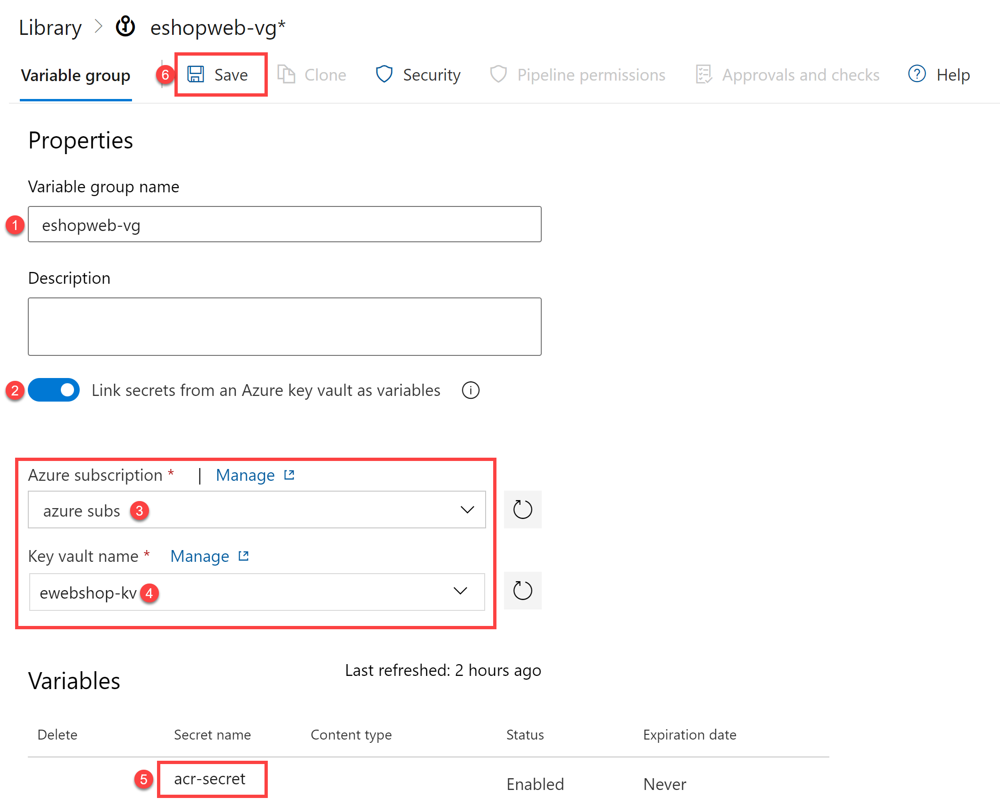 Library > eshopweb-vg*
Variable group 6 Save Clone Security Pipeline permissions Approvals and checks ? Help
Properties
Variable group name
1 eshopweb-vg
Description
2 Link secrets from an Azure key vault as variables i
Azure subscription * | Manage
azure subs 3
Key vault name * Manage
ewebshop-kv 4
Last refreshed: 2 hours ago
Variables
Delete Secret name Content type Status Expiration date
5 acr-secret Enabled Never